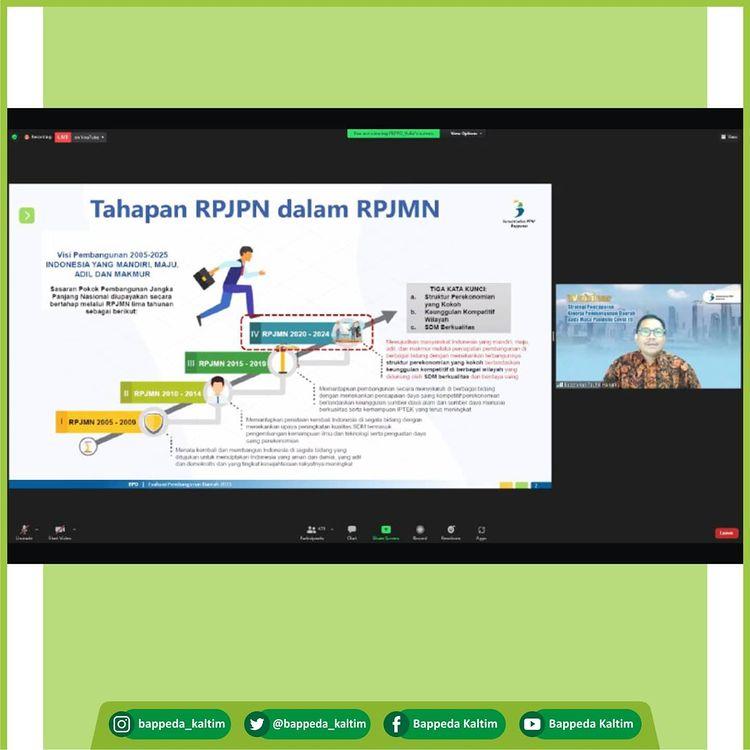 Recording
LIVE
on YouTube
View Options
View
Tahapan RPJPN dalam RPJMN
Kementerian PPN/
Bappenas
Visi Pembangunan 2005-2025
INDONESIA YANG MANDIRI, MAJU,
ADIL DAN MAKMUR
Sasaran Pokok Pembangunan Jangka
Panjang Nasional diupayakan secara
bertahap melalui RPJMN lima tahunan
sebagai berikut:
TIGA KATA KUNCI:
a. Struktur Perekonomian
yang Kokoh
b. Keunggulan Kompetitif
Wilayah
c. SDM Berkualitas
IV RPJMN 2020 - 2024
Mewujudkan masyarakat Indonesia yang mandiri, maju,
adil, dan makmur melalui percepatan pembangunan di
berbagai bidang dengan menekankan terbangunnya
struktur perekonomian yang kokoh berlandaskan
keunggulan kompetitif di berbagai wilayah yang
didukung oleh SDM berkualitas dan berdaya saing
III RPJMN 2015 - 2019
Memantapkan pembangunan secara menyeluruh di berbagai bidang
dengan menekankan pencapaian daya saing kompetitif perekonomian
berlandaskan keunggulan sumber daya alam dan sumber daya manusia
berkualitas serta kemampuan IPTEK yang terus meningkat
II RPJMN 2010 - 2014
Memantapkan penataan kembali Indonesia di segala bidang dengan
menekankan upaya peningkatan kualitas SDM termasuk
pengembangan kemampuan ilmu dan teknologi serta penguatan daya
saing perekonomian
I RPJMN 2005 - 2009
Menata kembali dan membangun Indonesia di segala bidang yang
ditujukan untuk menciptakan Indonesia yang aman dan damai, yang adil
dan demokratis dan yang tingkat kesejahteraan rakyatnya meningkat
Evaluasi Pembangunan Daerah 2021
2
Strategi Pencapaian
Kinerja Pembangunan Daerah
pada Masa Pandemi Covid 19
Unmute
Start Video
Participants
Chat
Share Screen
Record
Reactions
Apps
Leave
bappeda_kaltim
@bappeda_kaltim
Bappeda Kaltim
Bappeda Kaltim